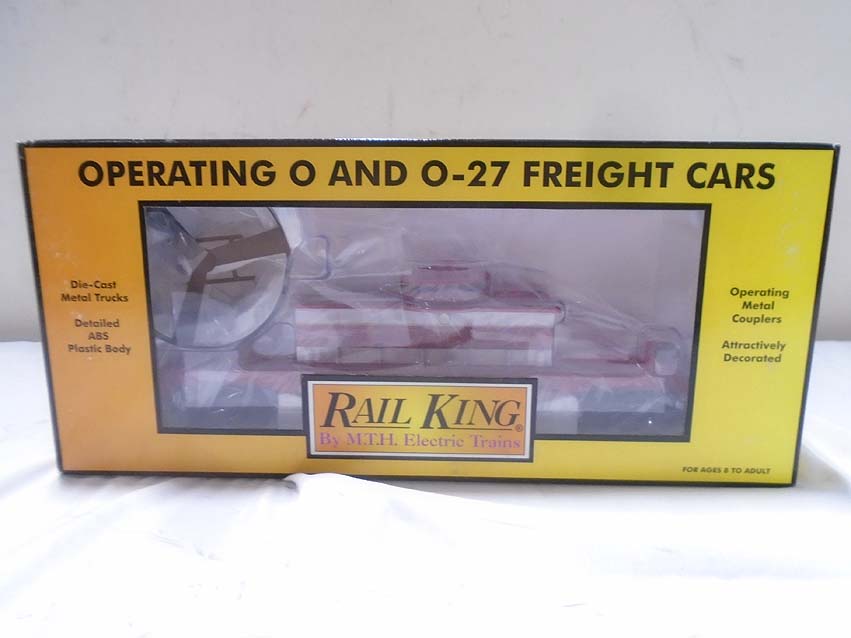 OPERATING O AND O-27 FREIGHT CARS
Die-Cast
Metal Trucks
Detailed
ABS
Plastic Body
Operating
Metal
Couplers
Attractively
Decorated
RAIL KING®
By M.T.H. Electric Trains
FOR AGES 8 TO ADULT